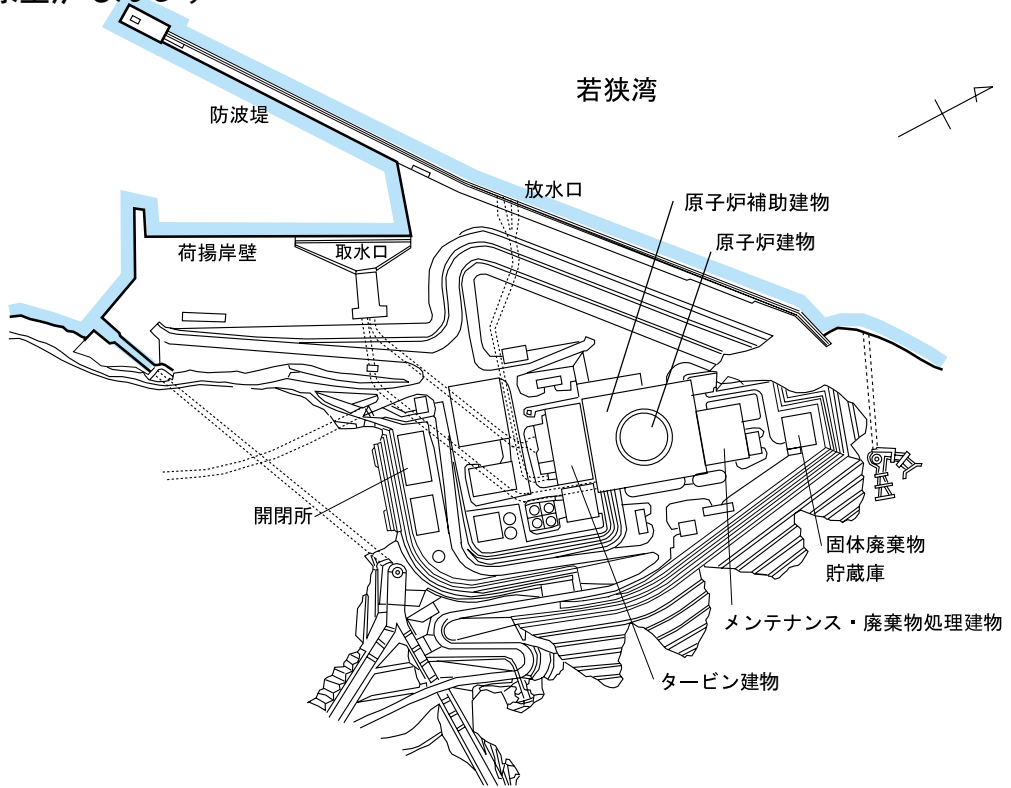 若狭湾
防波堤
放水口
原子炉補助建物
原子炉建物
荷揚岸壁
取水口
開閉所
固体廃棄物
貯蔵庫
メンテナンス・廃棄物処理建物
タービン建物